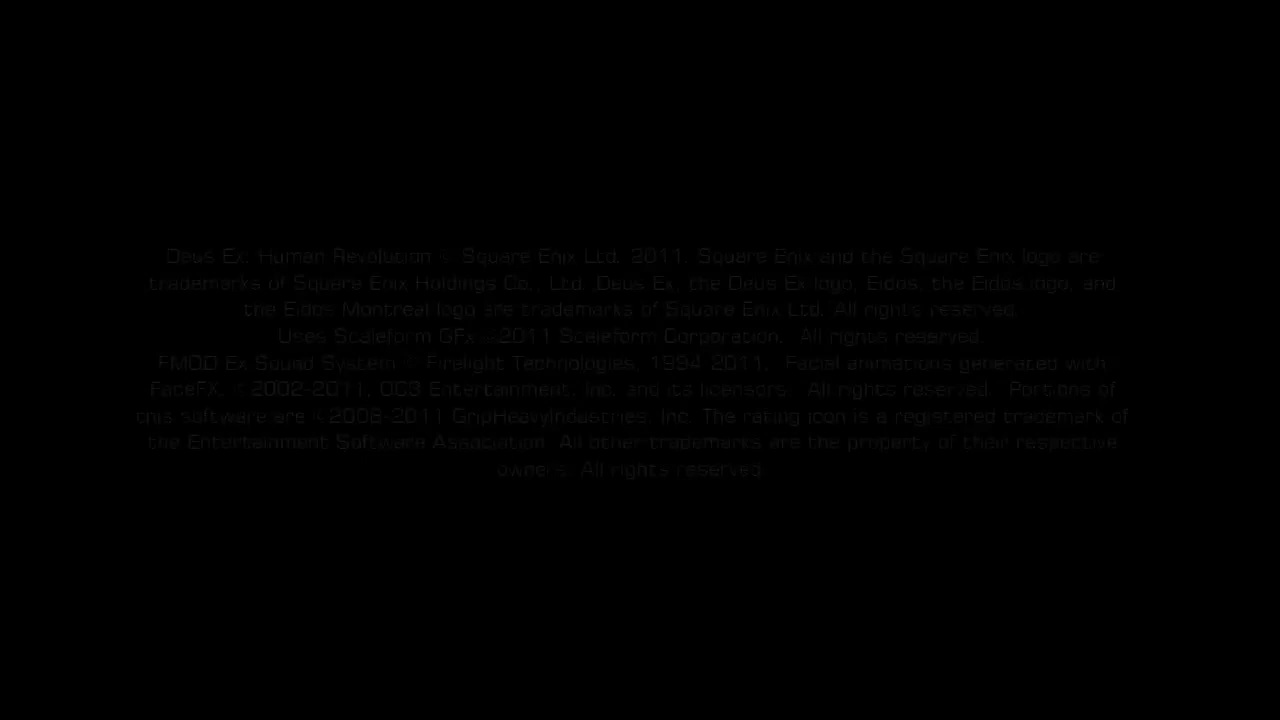 Deus Ex: Human Revolution © Square Enix Ltd. 2011. Square Enix and the Square Enix logo are
trademarks of Square Enix Holdings Co., Ltd. Deus Ex, the Deus Ex logo, Eidos, the Eidos logo, and
the Eidos Montreal logo are trademarks of Square Enix Ltd. All rights reserved.
Uses Scaleform GFx © 2011 Scaleform Corporation. All rights reserved.
FMOD Ex Sound System © Firelight Technologies, 1994-2011. Facial animations generated with
FaceFX, © 2002-2011, OC3 Entertainment, Inc. and its licensors. All rights reserved. Portions of
this software are © 2008-2011 GripHeavyIndustries, Inc. The rating icon is a registered trademark of
the Entertainment Software Association. All other trademarks are the property of their respective
owners. All rights reserved.